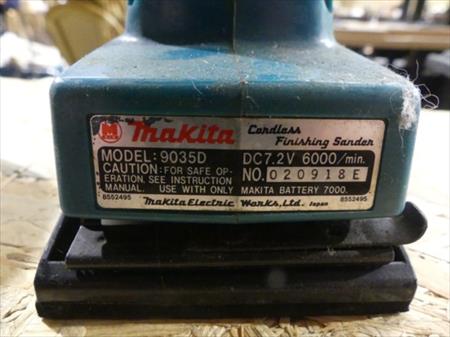 Makita Cordless
Finishing Sander
MODEL: 9035D DC7.2V 6000/min.
CAUTION: FOR SAFE OP- NO. 020918E
ERATION. SEE INSTRUCTION
MANUAL. USE WITH ONLY MAKITA BATTERY 7000.
8552495 Makita Electric Works, Ltd. Japan 8552495